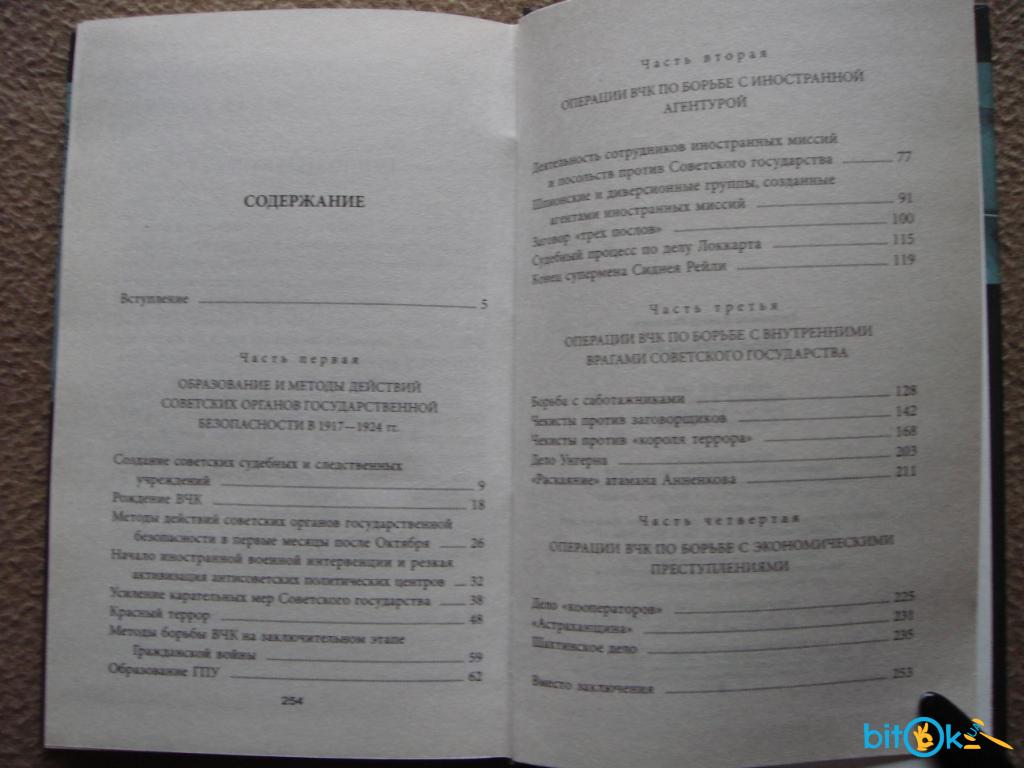 СОДЕРЖАНИЕ
Вступление 5
Часть первая
ОБРАЗОВАНИЕ И МЕТОДЫ ДЕЙСТВИЙ
СОВЕТСКИХ ОРГАНОВ ГОСУДАРСТВЕННОЙ
БЕЗОПАСНОСТИ В 1917—1924 гг.
Создание советских судебных и следственных
учреждений 9
Рождение ВЧК 18
Методы действий советских органов государственной
безопасности в первые месяцы после Октября 26
Начало иностранной военной интервенции и резкая
активизация антисоветских политических центров 32
Усиление карательных мер Советского государства 38
Красный террор 48
Методы борьбы ВЧК на заключительном этапе
Гражданской войны 59
Образование ГПУ 62
254
Часть вторая
ОПЕРАЦИИ ВЧК ПО БОРЬБЕ С ИНОСТРАННОЙ
АГЕНТУРОЙ
Деятельность сотрудников иностранных миссий
и посольств против Советского государства 77
Шпионские и диверсионные группы, созданные
агентами иностранных миссий 91
Заговор «трех послов» 100
Судебный процесс по делу Локкарта 115
Конец супермена Сиднея Рейли 119
Часть третья
ОПЕРАЦИИ ВЧК ПО БОРЬБЕ С ВНУТРЕННИМИ
ВРАГАМИ СОВЕТСКОГО ГОСУДАРСТВА
Борьба с саботажниками 128
Чекисты против заговорщиков 142
Чекисты против «короля террора» 168
Дело Унгерна 203
«Раскаяние» атамана Анненкова 211
Часть четвертая
ОПЕРАЦИИ ВЧК ПО БОРЬБЕ С ЭКОНОМИЧЕСКИМИ
ПРЕСТУПЛЕНИЯМИ
Дело «кооператоров» 225
«Астраханщина» 231
Шахтинское дело 235
Вместо заключения 253
bitOk UA